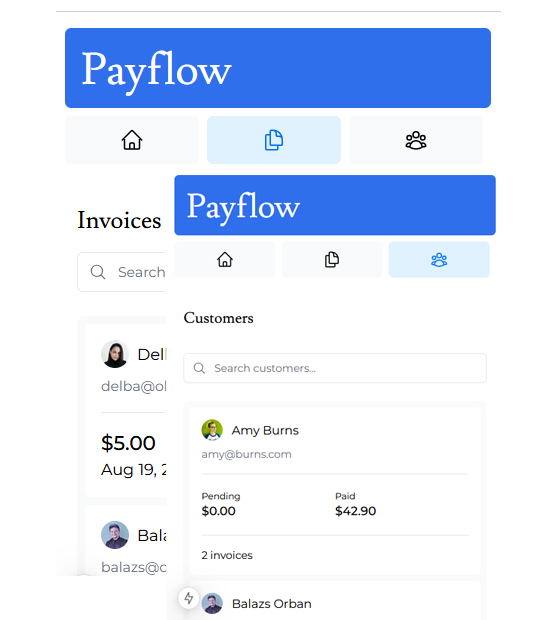 Payflow
Invoices
Search
$5.00
Payflow
Customers
Search customers...
Amy Burns
amy@burns.com
Pending
Paid
$0.00
$42.90
2 invoices
Balazs Orban
Delb
delba@ol
Aug 19, 2
Bala
balazs@o